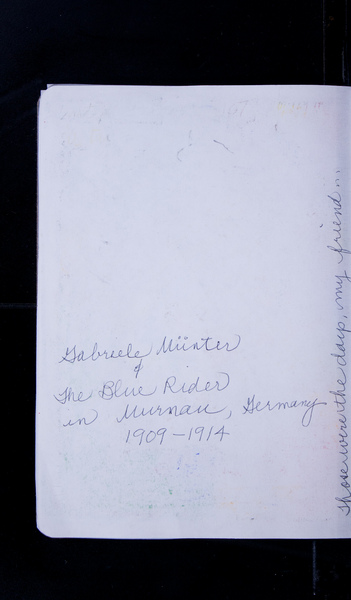 Gabriele Münter
of
The Blue Rider
in Murnau, Germany
1909-1914
Those were the days, my friend...